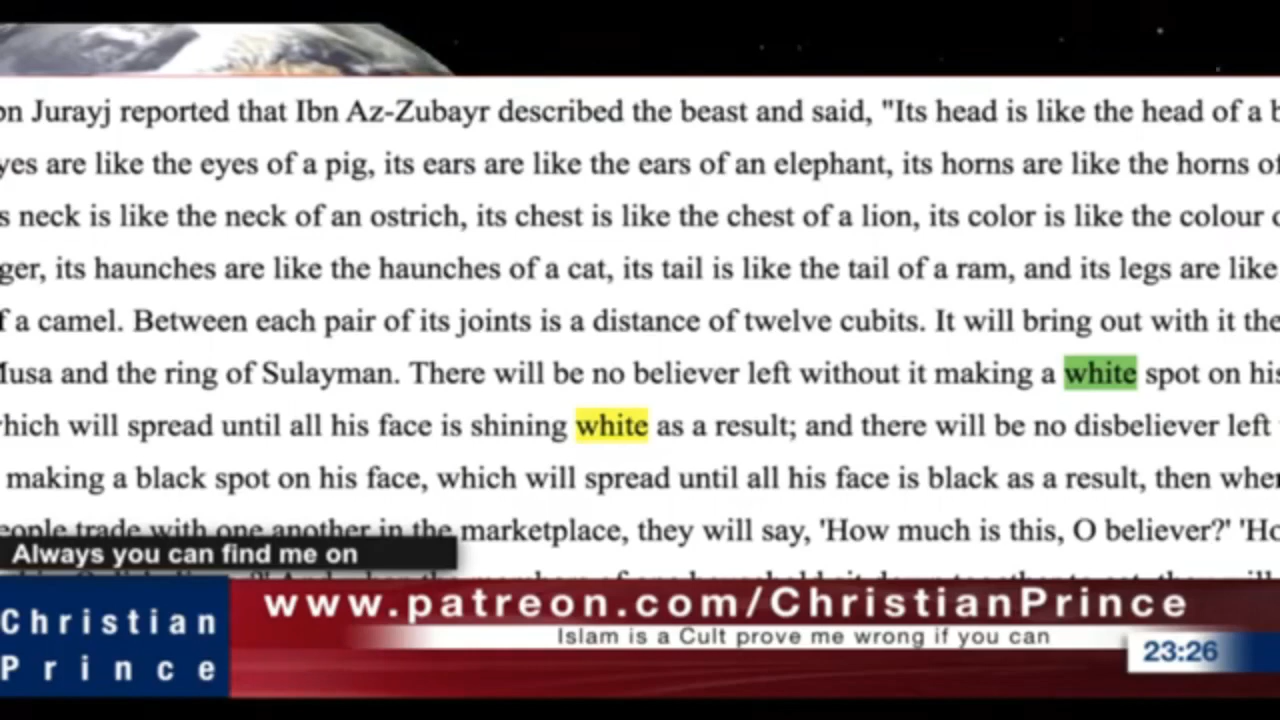 Jurayj reported that Ibn Az-Zubayr described the beast and said, "Its head is like the head of a
are like the eyes of a pig, its ears are like the ears of an elephant, its horns are like the horns
neck is like the neck of an ostrich, its chest is like the chest of a lion, its color is like the colour
its haunches are like the haunches of a cat, its tail is like the tail of a ram, and its legs are like
a camel. Between each pair of its joints is a distance of twelve cubits. It will bring out with it the
and the ring of Sulayman. There will be no believer left without it making a white spot on his
will spread until all his face is shining white as a result; and there will be no disbeliever left
making a black spot on his face, which will spread until all his face is black as a result, then
trade with one another in the marketplace, they will say, 'How much is this, O believer?'
Always you can find me on
www.patreon.com/ChristianPrince
Christian
Prince
Islam is a Cult prove me wrong if you can
23:26